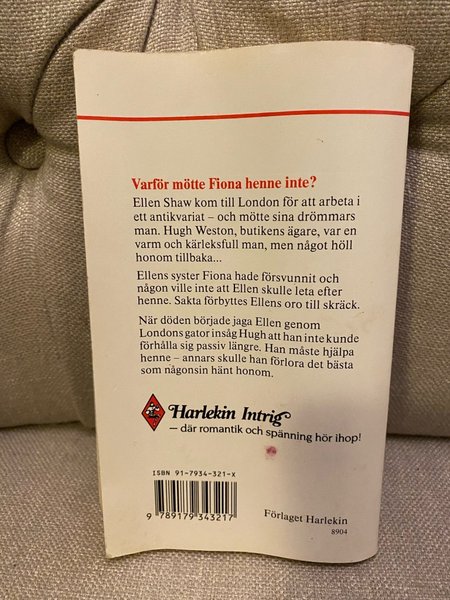 Varför mötte Fiona henne inte?
Ellen Shaw kom till London för att arbeta i
ett antikvariat – och mötte sina drömmars
man. Hugh Weston, butikens ägare, var en
varm och kärleksfull man, men något höll
honom tillbaka...
Ellens syster Fiona hade försvunnit och
någon ville inte att Ellen skulle leta efter
henne. Sakta förbyttes Ellens oro till skräck.
När döden började jaga Ellen genom
Londons gator insåg Hugh att han inte kunde
förhålla sig passiv längre. Han måste hjälpa
henne – annars skulle han förlora det bästa
som någonsin hänt honom.
Harlekin Intrig
— där romantik och spänning hör ihop!
ISBN 91-7934-321-X
9 789179 343217
Förlaget Harlekin
8904